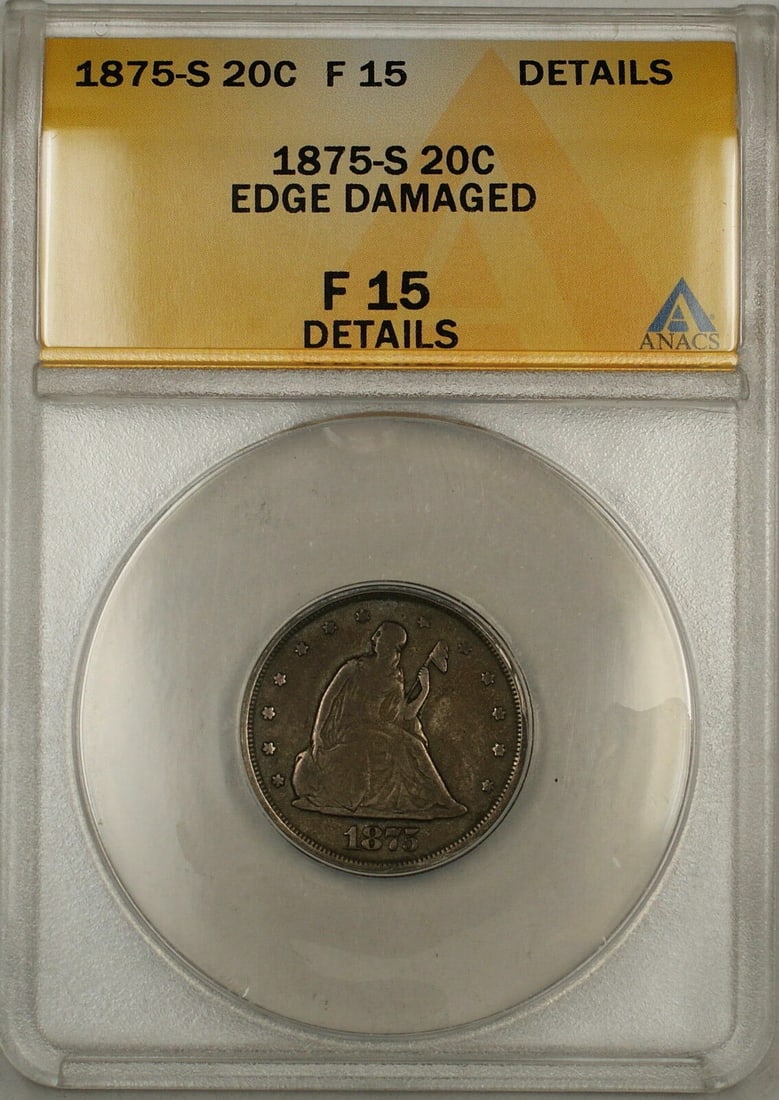 1875-S 20C F 15 DETAILS
1875-S 20C
EDGE DAMAGED
F 15
DETAILS
ANACS
1875